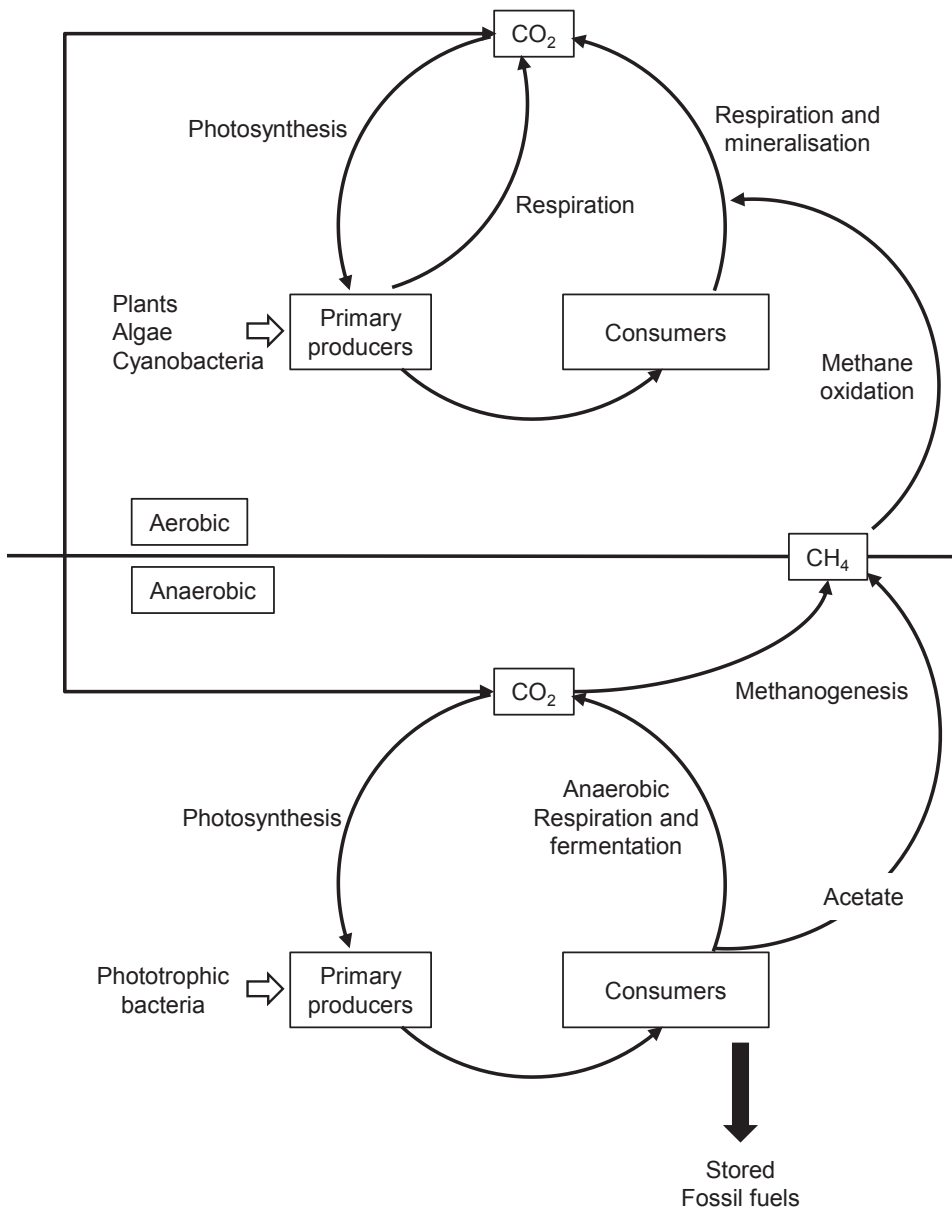 CO₂
Photosynthesis
Respiration and
mineralisation
Respiration
Plants
Algae
Cyanobacteria
Primary
producers
Consumers
Methane
oxidation
Aerobic
CH₄
Anaerobic
CO₂
Methanogenesis
Photosynthesis
Anaerobic
Respiration and
fermentation
Acetate
Phototrophic
bacteria
Primary
producers
Consumers
Stored
Fossil fuels